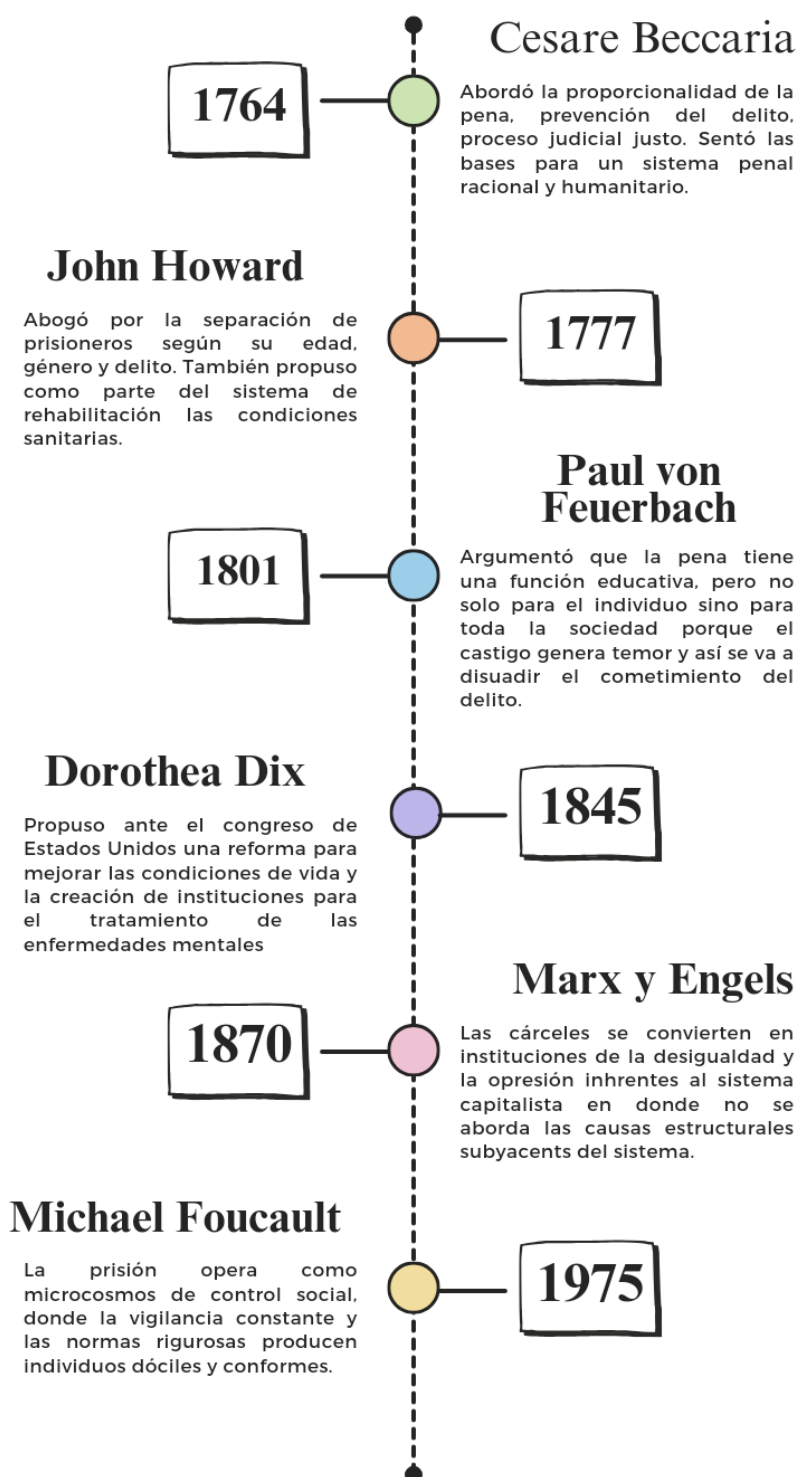 Cesare Beccaria
1764
Abordó la proporcionalidad de la
pena, prevención del delito,
proceso judicial justo. Sentó las
bases para un sistema penal
racional y humanitario.
John Howard
Abogó por la separación de
prisioneros según su edad,
género y delito. También propuso
como parte del sistema de
rehabilitación las condiciones
sanitarias.
1777
Paul von
Feuerbach
1801
Argumentó que la pena tiene
una función educativa, pero no
solo para el individuo sino para
toda la sociedad porque el
castigo genera temor y así se va a
disuadir el cometimiento del
delito.
Dorothea Dix
Propuso ante el congreso de
Estados Unidos una reforma para
mejorar las condiciones de vida y
la creación de instituciones para
el tratamiento de las
enfermedades mentales
1845
Marx y Engels
1870
Las cárceles se convierten en
instituciones de la desigualdad y
la opresión inhrentes al sistema
capitalista en donde no se
aborda las causas estructurales
subyacents del sistema.
Michael Foucault
La prisión opera como
microcosmos de control social,
donde la vigilancia constante y
las normas rigurosas producen
individuos dóciles y conformes.
1975